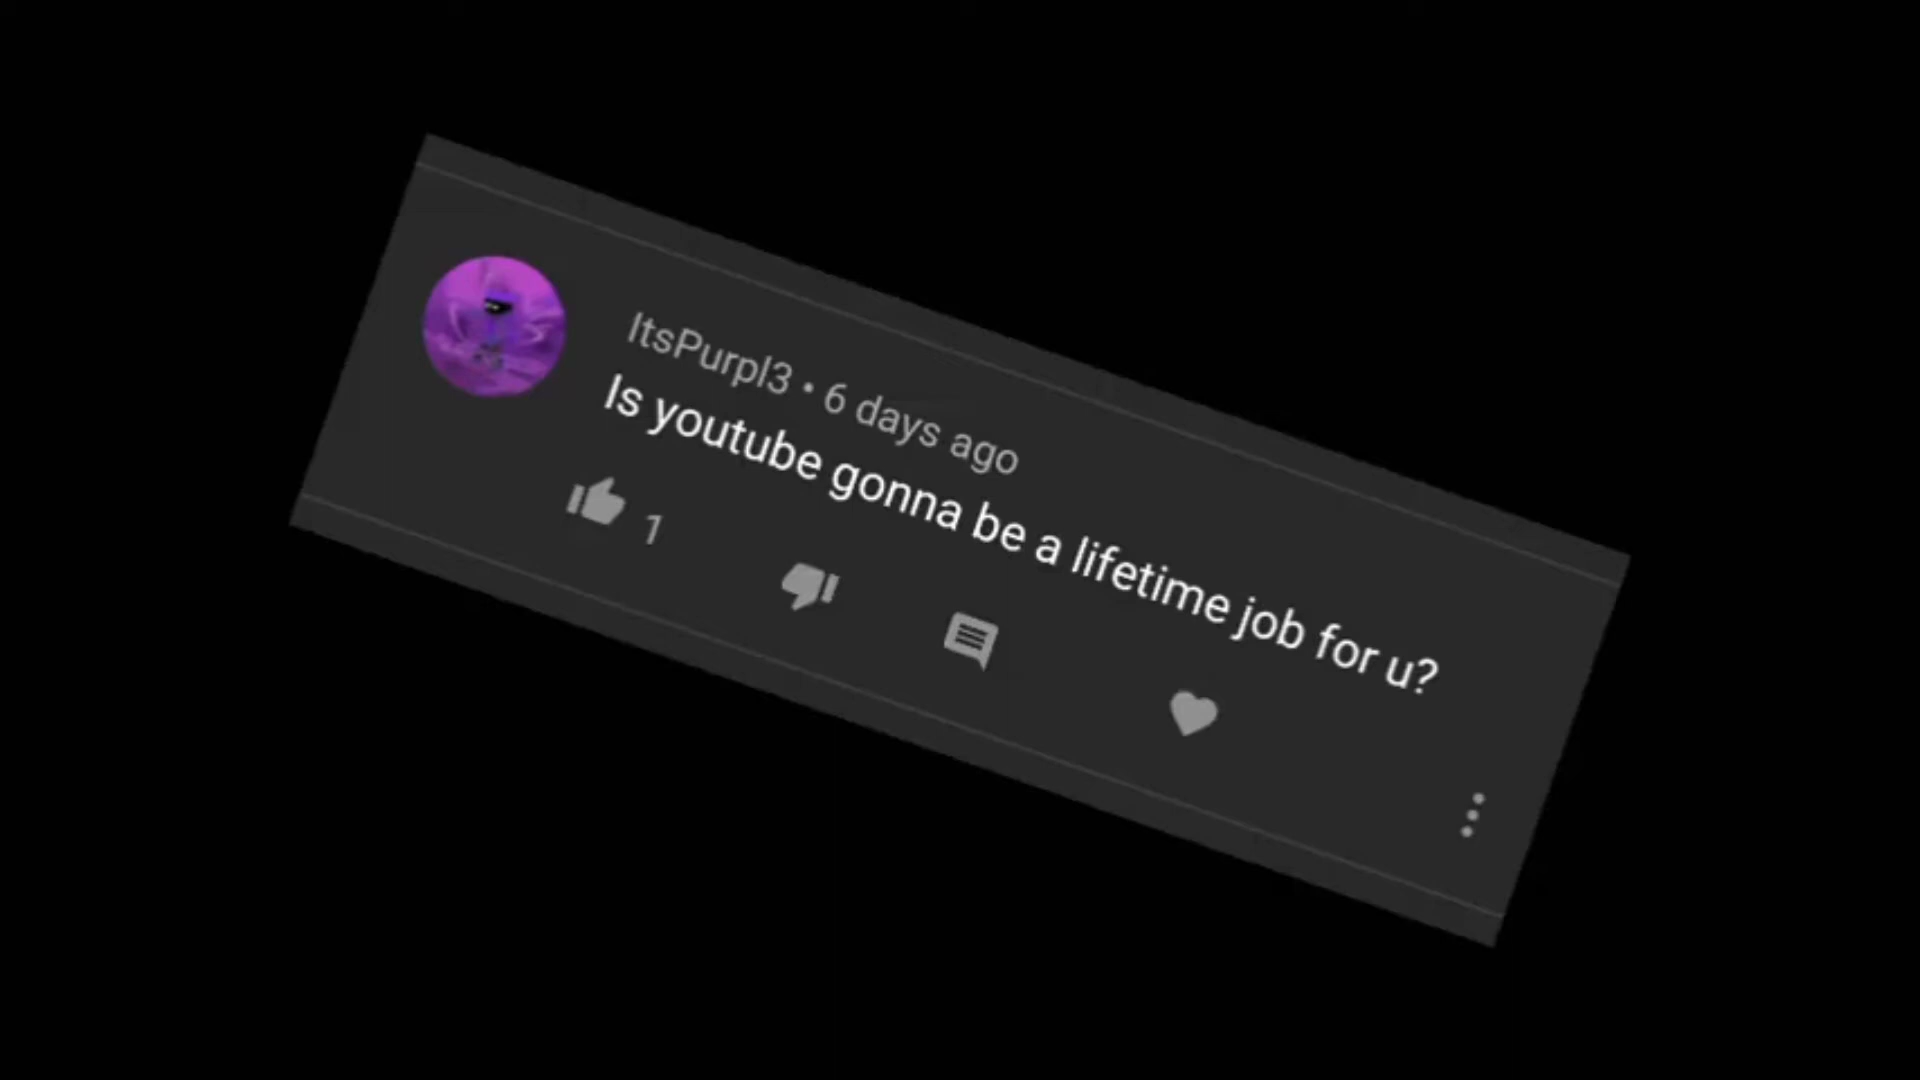 ItsPurpl3 • 6 days ago
Is youtube gonna be a lifetime job for u?
1